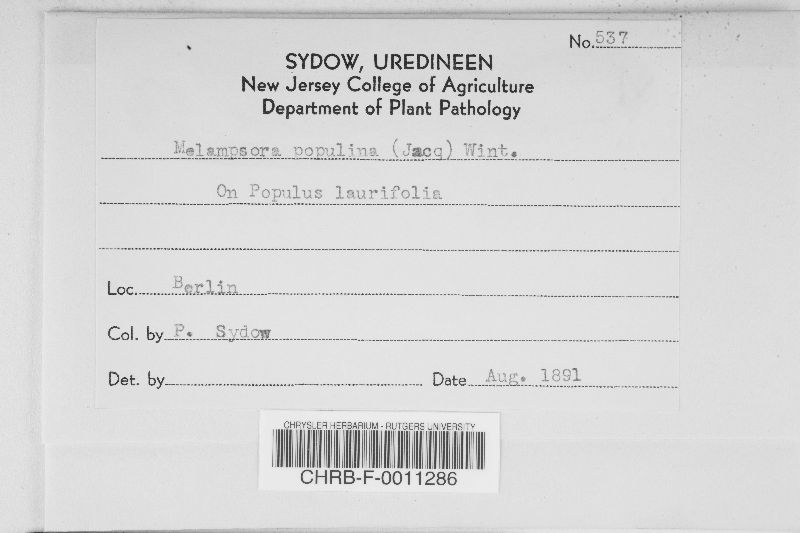 No. 537
SYDOW, UREDINEEN
New Jersey College of Agriculture
Department of Plant Pathology
Melampsora populina (Jacq) Wint.
On Populus laurifolia
Loc. Berlin
Col. by P. Sydow
Det. by
Date Aug. 1891
CHRYSLER HERBARIUM - RUTGERS UNIVERSITY
CHRB-F-0011286